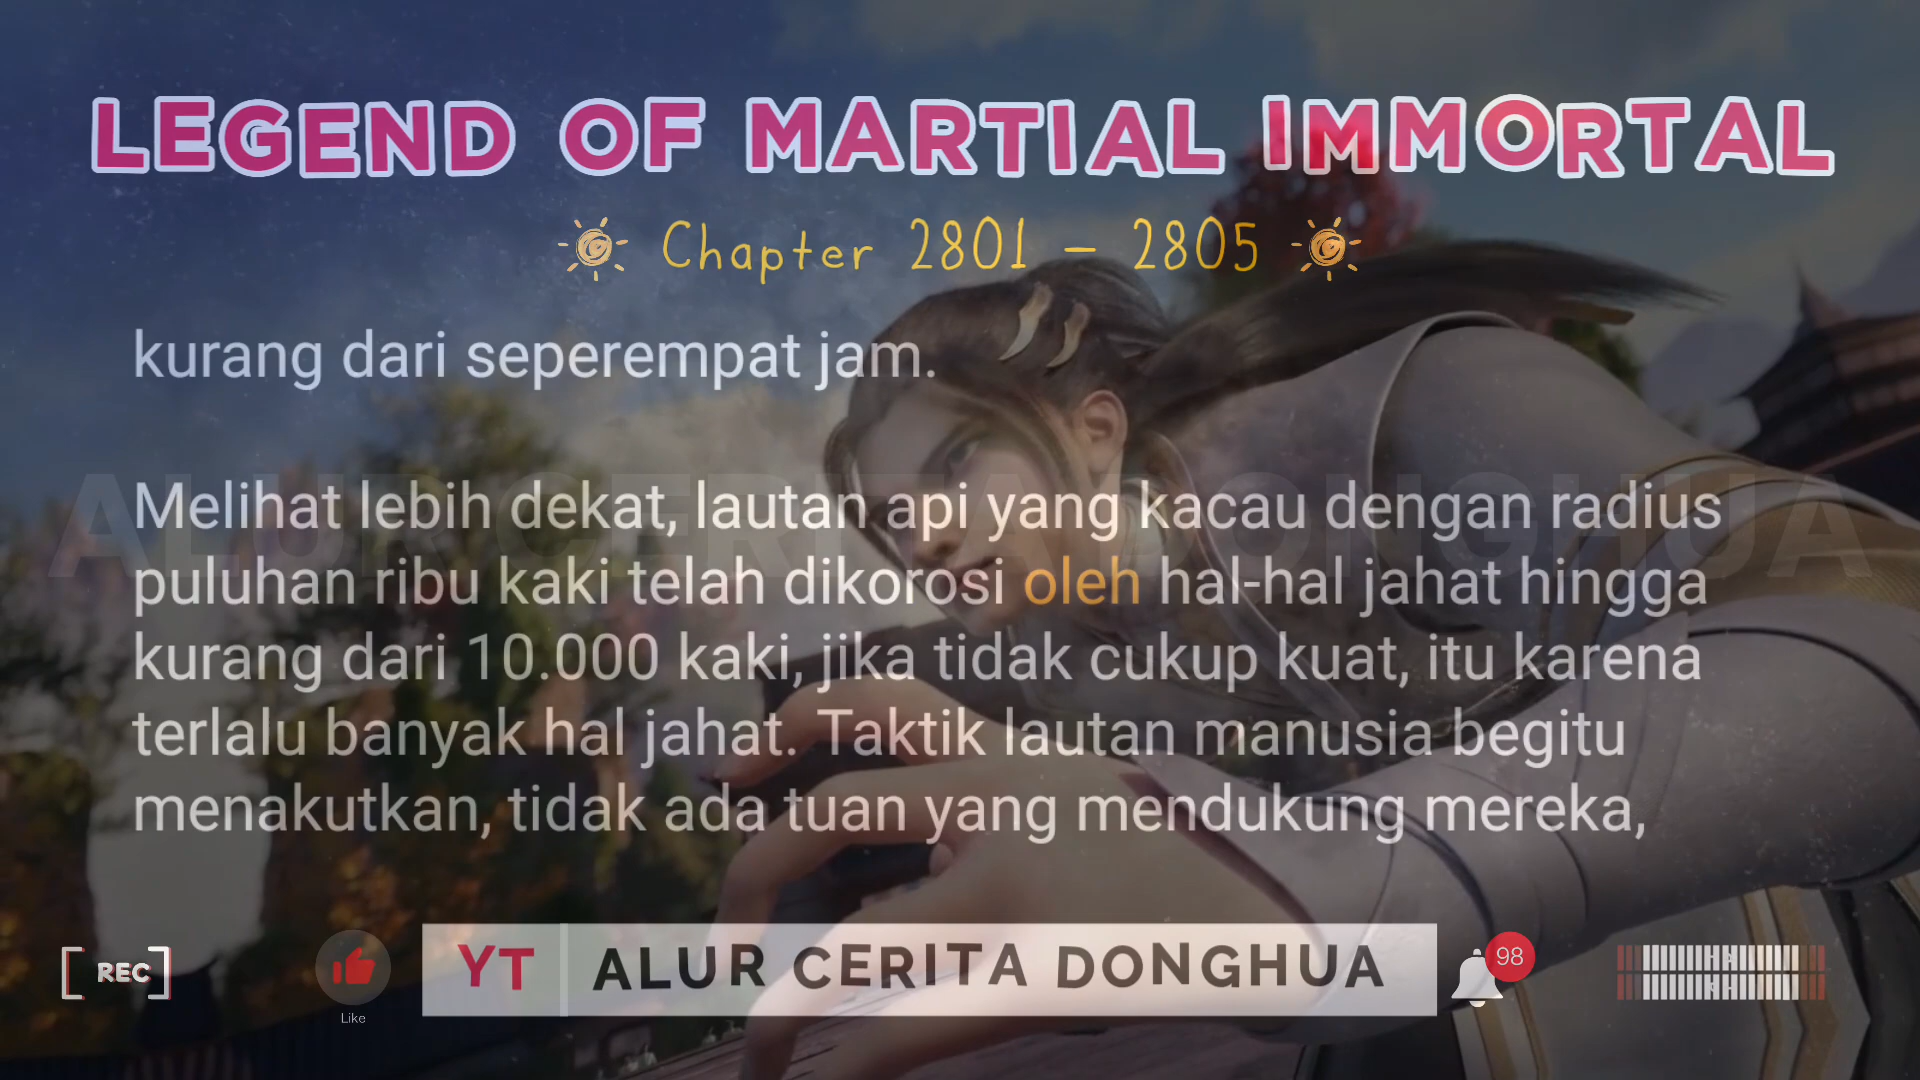 LEGEND OF MARTIAL IMMORTAL
Chapter 2801 – 2805
kurang dari seperempat jam.
Melihat lebih dekat, lautan api yang kacau dengan radius
puluhan ribu kaki telah dikorosi oleh hal-hal jahat hingga
kurang dari 10.000 kaki, jika tidak cukup kuat, itu karena
terlalu banyak hal jahat. Taktik lautan manusia begitu
menakutkan, tidak ada tuan yang mendukung mereka,
ALUR CERITA DONGHUA
REC
Like
YT ALUR CERITA DONGHUA
98